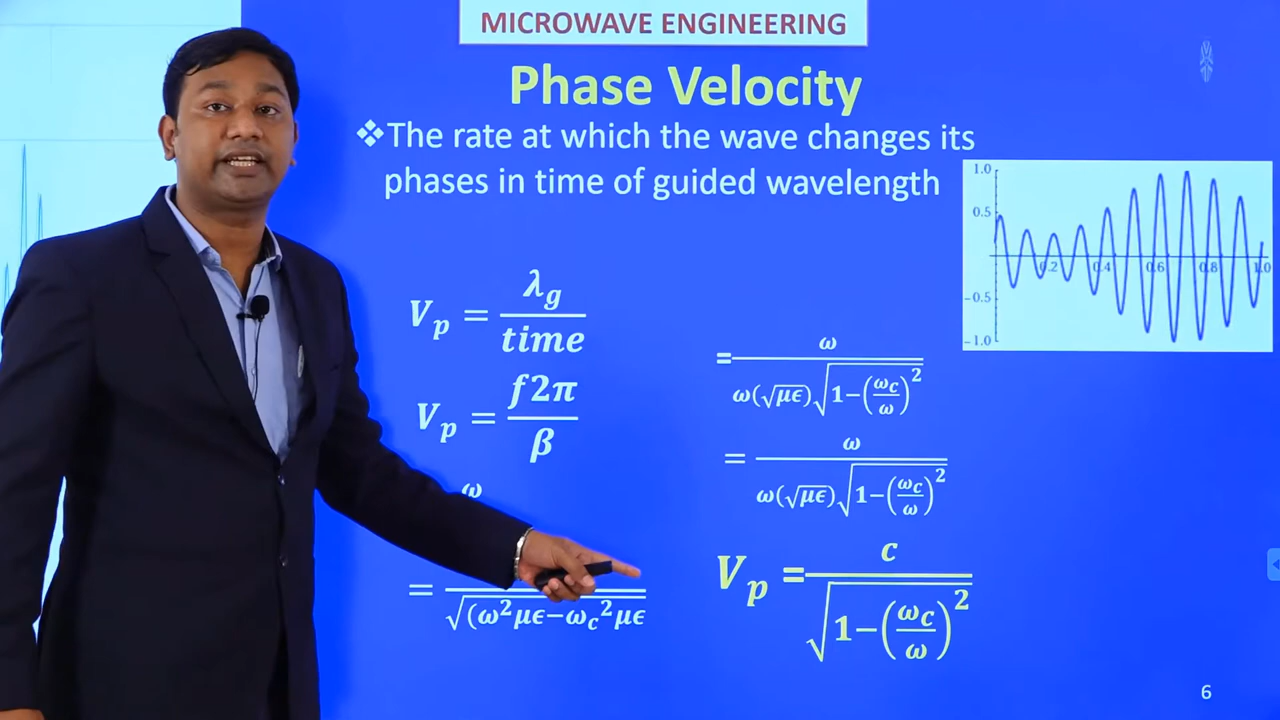 MICROWAVE ENGINEERING
Phase Velocity
❖The rate at which the wave changes its
phases in time of guided wavelength
V_p = λ_g / time
V_p = f2π / β
ω
= / √(ω²μϵ−ω_c²μϵ
= ω / ω(√μϵ)√1−(ω_c/ω)²
= ω / ω(√μϵ)√1−(ω_c/ω)²
V_p = c / √1−(ω_c/ω)²
1.0
0.5
0.2 0.4 0.6 0.8 1.0
−0.5
−1.0
6